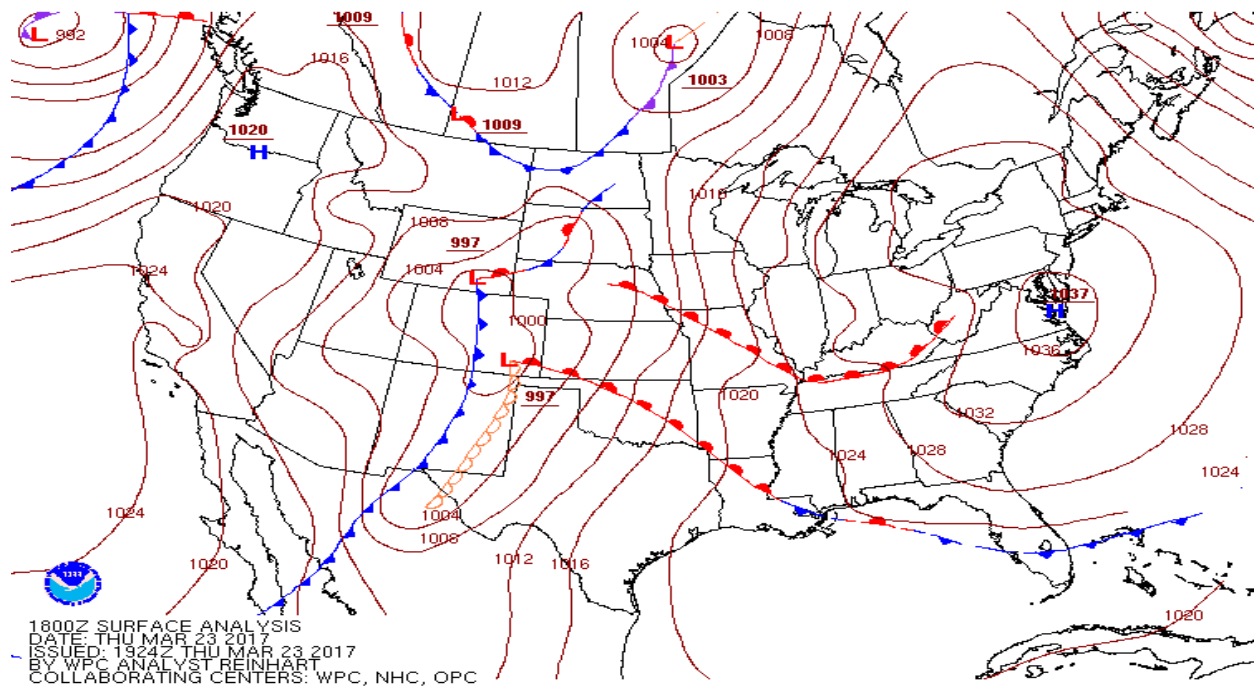 1009
L 992
1016
1004 L
1008
1012
1003
L 1009
1020
H
1020
1008
1016
997
1024
1004
L
1037
H
1000
L
1036
997
1020
1032
1024
1028
1028
1024
1024
1004
1008
1020
1012
1016
1020
1800Z SURFACE ANALYSIS
DATE: THU MAR 23 2017
ISSUED: 1924Z THU MAR 23 2017
BY WPC ANALYST REINHART
COLLABORATING CENTERS: WPC, NHC, OPC